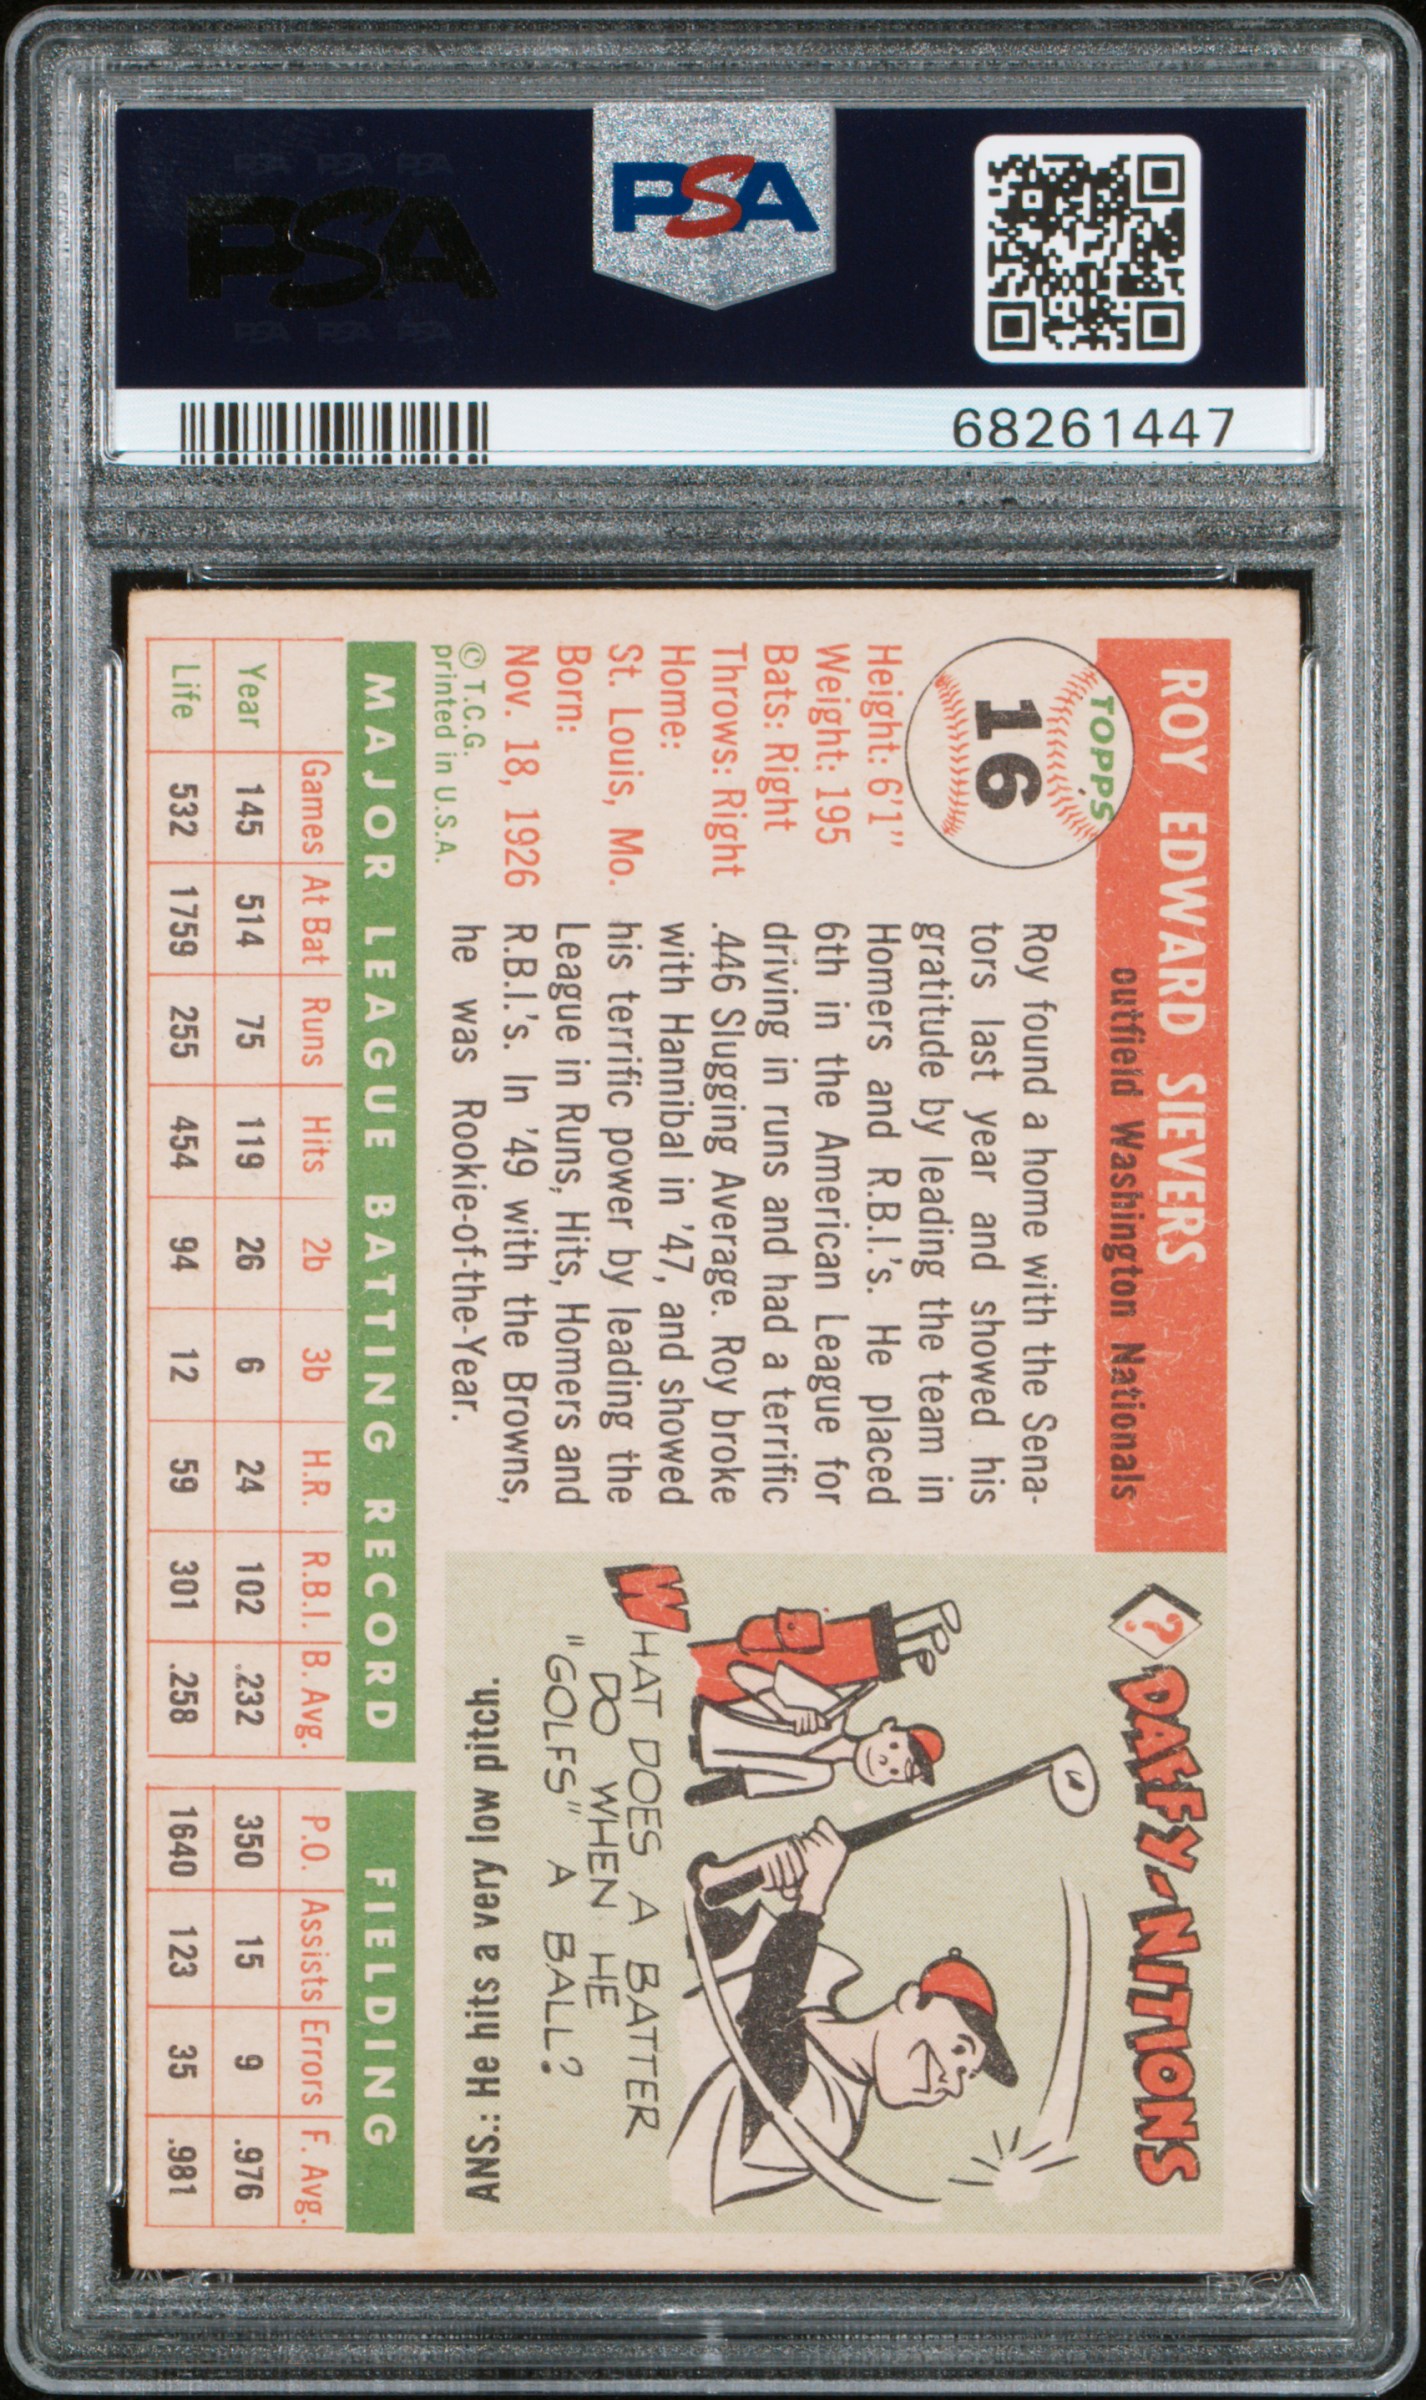 PSA PSA PSA
PSA
PSA PSA PSA
PSA
68261447
ROY EDWARD SIEVERS
outfield Washington Nationals
TOPPS
16
Height: 6'1"
Weight: 195
Bats: Right
Throws: Right
Home:
St. Louis, Mo.
Born:
Nov. 18, 1926
© T.C.G.
printed in U.S.A.
Roy found a home with the Sena-
tors last year and showed his
gratitude by leading the team in
Homers and R.B.I.'s. He placed
6th in the American League for
driving in runs and had a terrific
.446 Slugging Average. Roy broke
with Hannibal in '47, and showed
his terrific power by leading the
League in Runs, Hits, Homers and
R.B.I.'s. In '49 with the Browns,
he was Rookie-of-the-Year.
? DAFFY-NITIONS
WHAT DOES A BATTER
DO WHEN HE
"GOLFS" A BALL?
ANS.: He hits a very low pitch.
MAJOR LEAGUE BATTING RECORD FIELDING
Games At Bat Runs Hits 2b 3b H.R. R.B.I. B. Avg. P.O. Assists Errors F. Avg.
Year 145 514 75 119 26 6 24 102 .232 350 15 9 .976
Life 532 1759 255 454 94 12 59 301 .258 1640 123 35 .981
PSA